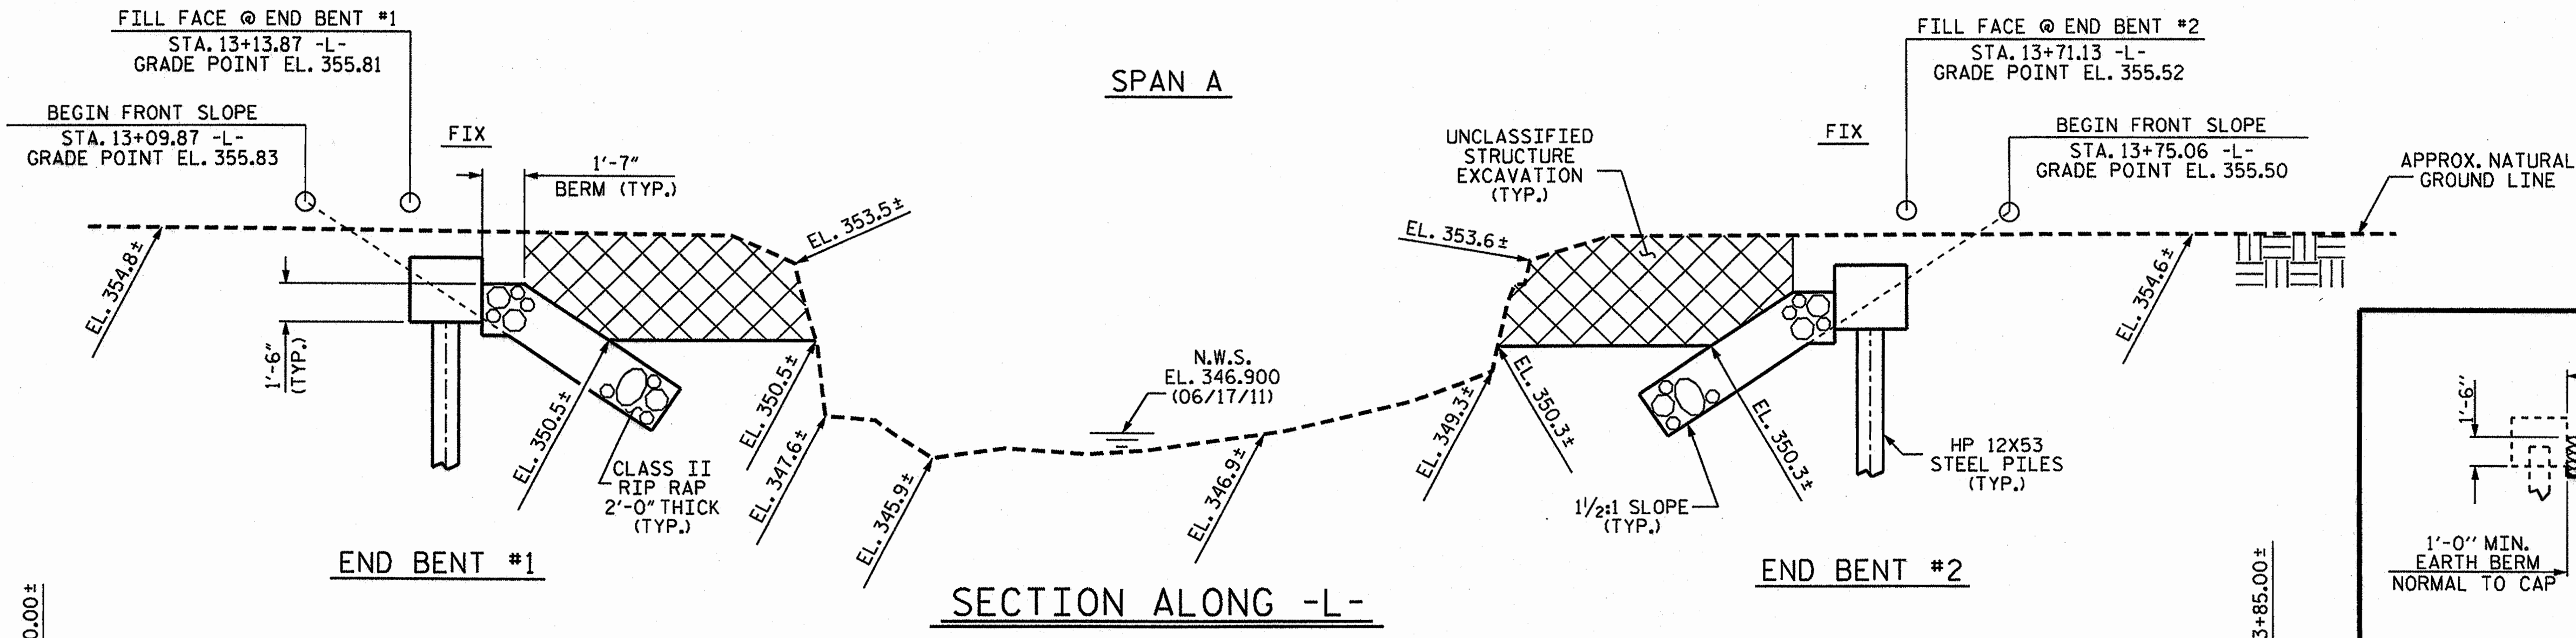 FILL FACE @ END BENT #1
STA. 13+13.87 -L-
GRADE POINT EL. 355.81
BEGIN FRONT SLOPE
STA. 13+09.87 -L-
GRADE POINT EL. 355.83
FIX
1'-7"
BERM (TYP.)
SPAN A
FILL FACE @ END BENT #2
STA. 13+71.13 -L-
GRADE POINT EL. 355.52
FIX
BEGIN FRONT SLOPE
STA. 13+75.06 -L-
GRADE POINT EL. 355.50
UNCLASSIFIED
STRUCTURE
EXCAVATION
(TYP.)
APPROX. NATURAL
GROUND LINE
EL. 354.8±
EL. 353.5±
EL. 353.6±
EL. 354.6±
1'-6"
(TYP.)
EL. 350.5±
EL. 350.5±
EL. 347.6±
EL. 345.9±
N.W.S.
EL. 346.900
(06/17/11)
EL. 346.9±
EL. 349.3±
EL. 350.3±
EL. 350.3±
CLASS II
RIP RAP
2'-0" THICK
(TYP.)
1½:1 SLOPE
(TYP.)
HP 12X53
STEEL PILES
(TYP.)
1'-6"
1'-0" MIN.
EARTH BERM
NORMAL TO CAP
END BENT #1
END BENT #2
SECTION ALONG -L-
0.00±
3+85.00±